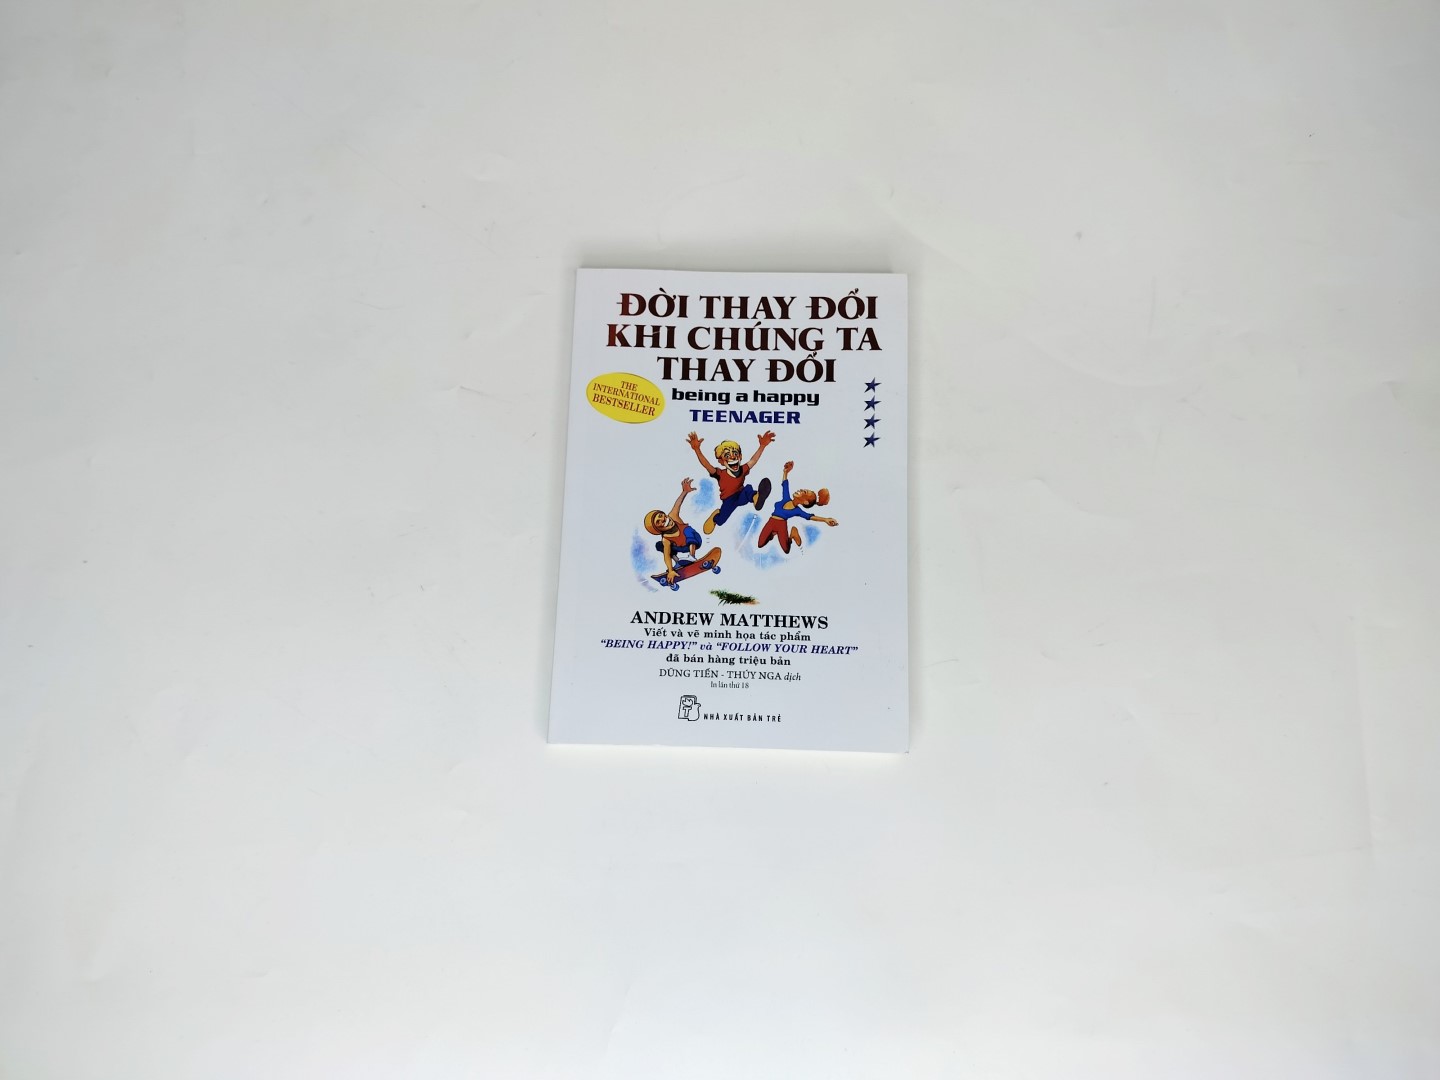 ĐỜI THAY ĐỔI
KHI CHÚNG TA
THAY ĐỔI
THE
INTERNATIONAL
BESTSELLER
being a happy
TEENAGER
ANDREW MATTHEWS
Viết và vẽ minh họa tác phẩm
“BEING HAPPY!” và “FOLLOW YOUR HEART”
đã bán hàng triệu bản
DŨNG TIẾN - THÚY NGA dịch
In lần thứ 18
NHÀ XUẤT BẢN TRẺ